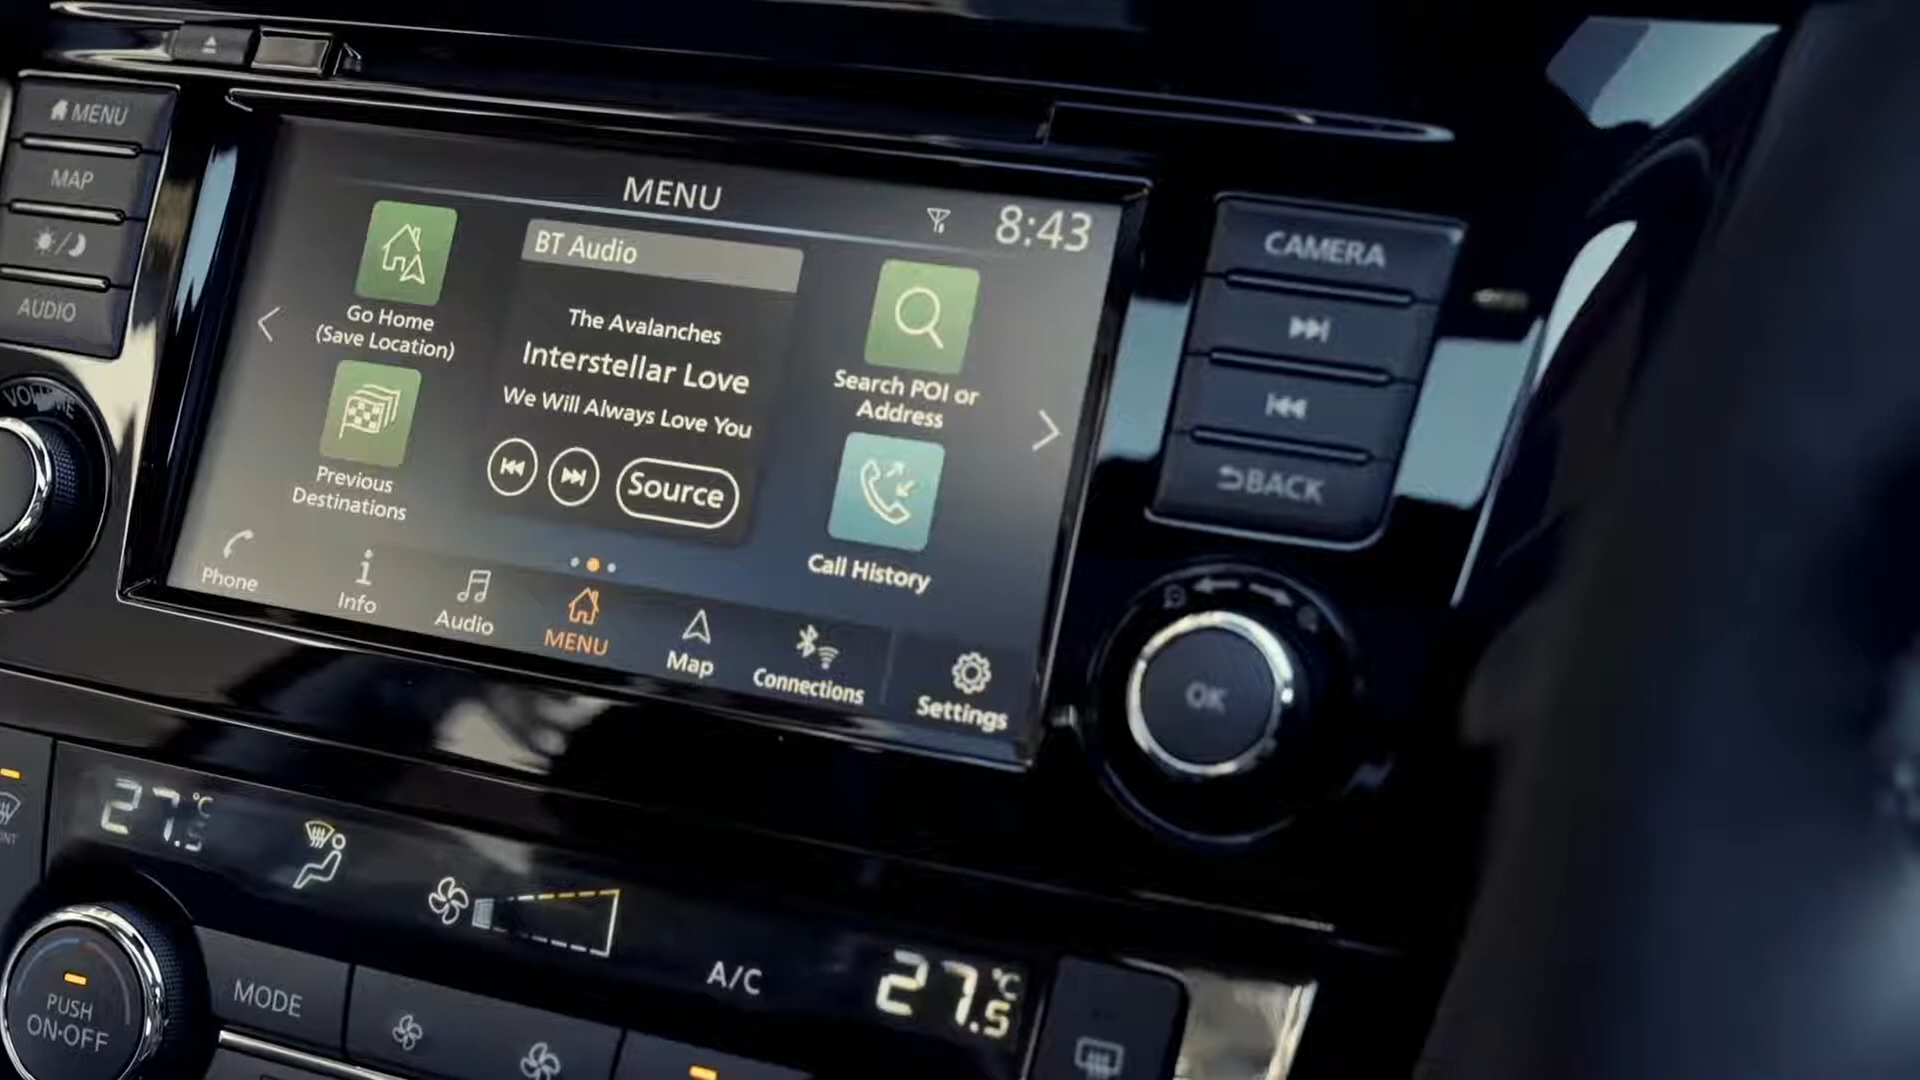 MENU
MAP
AUDIO
VOLUME
MENU
8:43
Go Home
(Save Location)
Previous
Destinations
BT Audio
The Avalanches
Interstellar Love
We Will Always Love You
Source
Search POI or
Address
Call History
Phone
Info
Audio
MENU
Map
Connections
Settings
CAMERA
BACK
OK
27.5°C
A/C
27.5°C
PUSH
ON·OFF
MODE